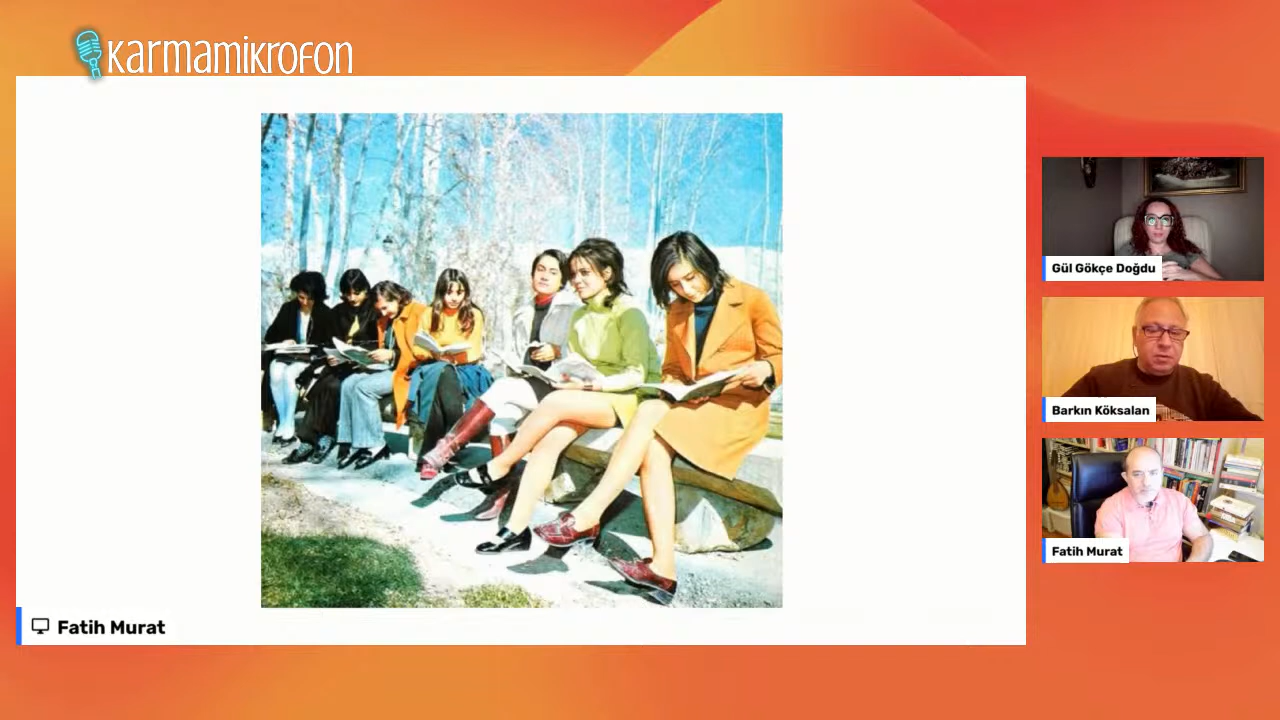 karmamikrofon
Gül Gökçe Doğdu
Barkın Köksalan
Fatih Murat
Fatih Murat